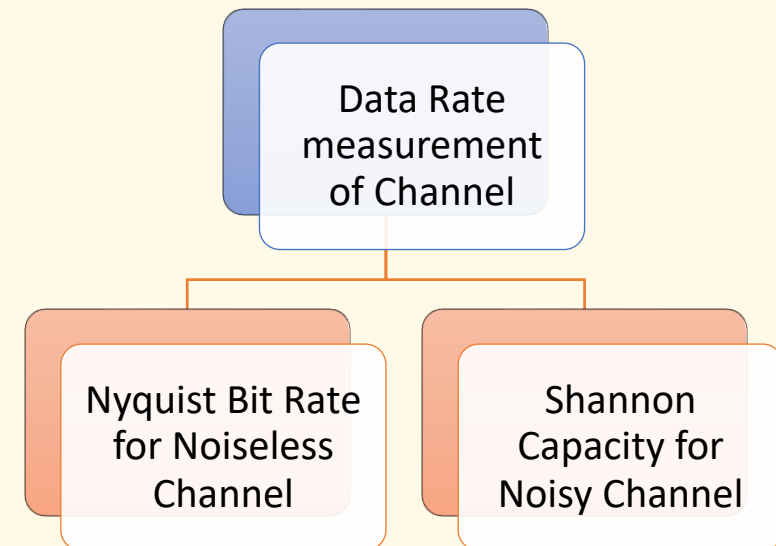 Data Rate
measurement
of Channel
Nyquist Bit Rate
for Noiseless
Channel
Shannon
Capacity for
Noisy Channel